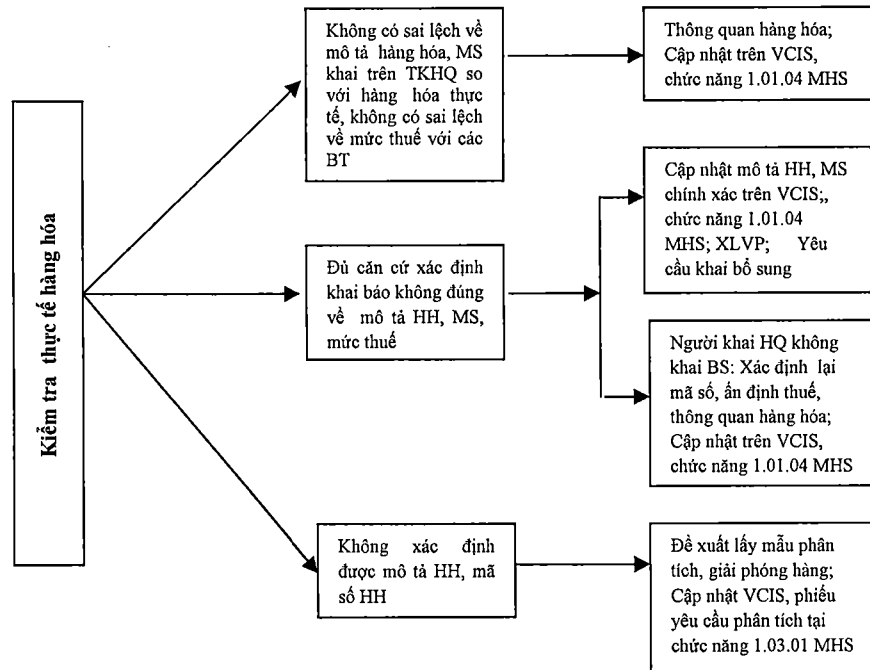 Kiểm tra thực tế hàng hóa
Không có sai lệch về
mô tả hàng hóa, MS
khai trên TKHQ so
với hàng hóa thực
tế, không có sai lệch
về mức thuế với các
BT
Thông quan hàng hóa;
Cập nhật trên VCIS,
chức năng 1.01.04 MHS
Đủ căn cứ xác định
khai báo không đúng
về mô tả HH, MS,
mức thuế
Cập nhật mô tả HH, MS
chính xác trên VCIS;,
chức năng 1.01.04
MHS; XLVP; Yêu
cầu khai bổ sung
Người khai HQ không
khai BS: Xác định lại
mã số, ấn định thuế,
thông quan hàng hóa;
Cập nhật trên VCIS,
chức năng 1.01.04 MHS
Không xác định
được mô tả HH, mã
số HH
Đề xuất lấy mẫu phân
tích, giải phóng hàng;
Cập nhật VCIS, phiếu
yêu cầu phân tích tại
chức năng 1.03.01 MHS